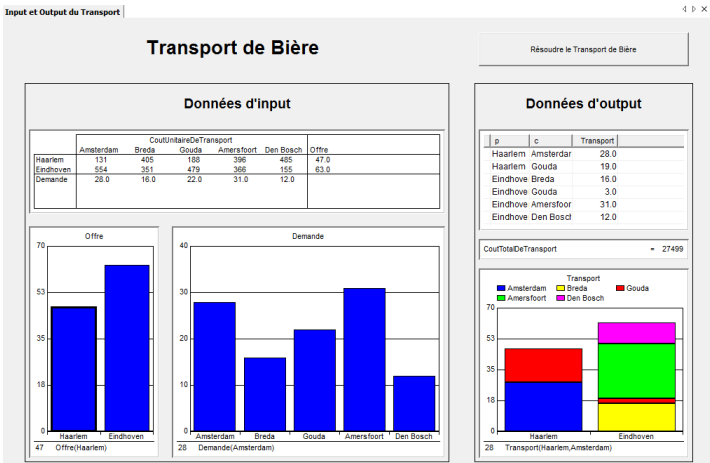 Input et Output du Transport
Transport de Bière
Résoudre le Transport de Bière
Données d'input
CoutUnitaireDeTransport
Amsterdam Breda Gouda Amersfoort Den Bosch Offre
Haarlem 131 405 188 396 485 47.0
Eindhoven 554 351 479 366 155 63.0
Demande 28.0 16.0 22.0 31.0 12.0
Offre
70
53
35
18
0
Haarlem Eindhoven
47 Offre(Haarlem)
Demande
40
30
20
10
0
Amsterdam Breda Gouda Amersfoort Den Bosch
28 Demande(Amsterdam)
Données d'output
p c Transport
Haarlem Amsterdar 28.0
Haarlem Gouda 19.0
Eindhove Breda 16.0
Eindhove Gouda 3.0
Eindhove Amersfoor 31.0
Eindhove Den Bosch 12.0
CoutTotalDeTransport = 27499
Transport
Amsterdam Breda Gouda
Amersfoort Den Bosch
70
53
35
18
0
Haarlem Eindhoven
28 Transport(Haarlem,Amsterdam)